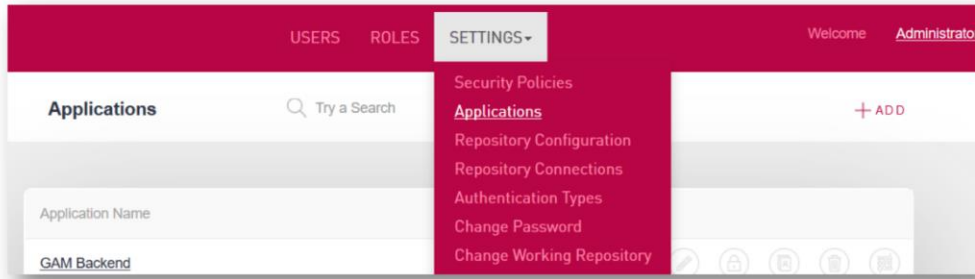 USERS ROLES SETTINGS Welcome Administrato
Applications Try a Search + ADD
Security Policies
Applications
Repository Configuration
Repository Connections
Authentication Types
Change Password
Change Working Repository
Application Name
GAM Backend